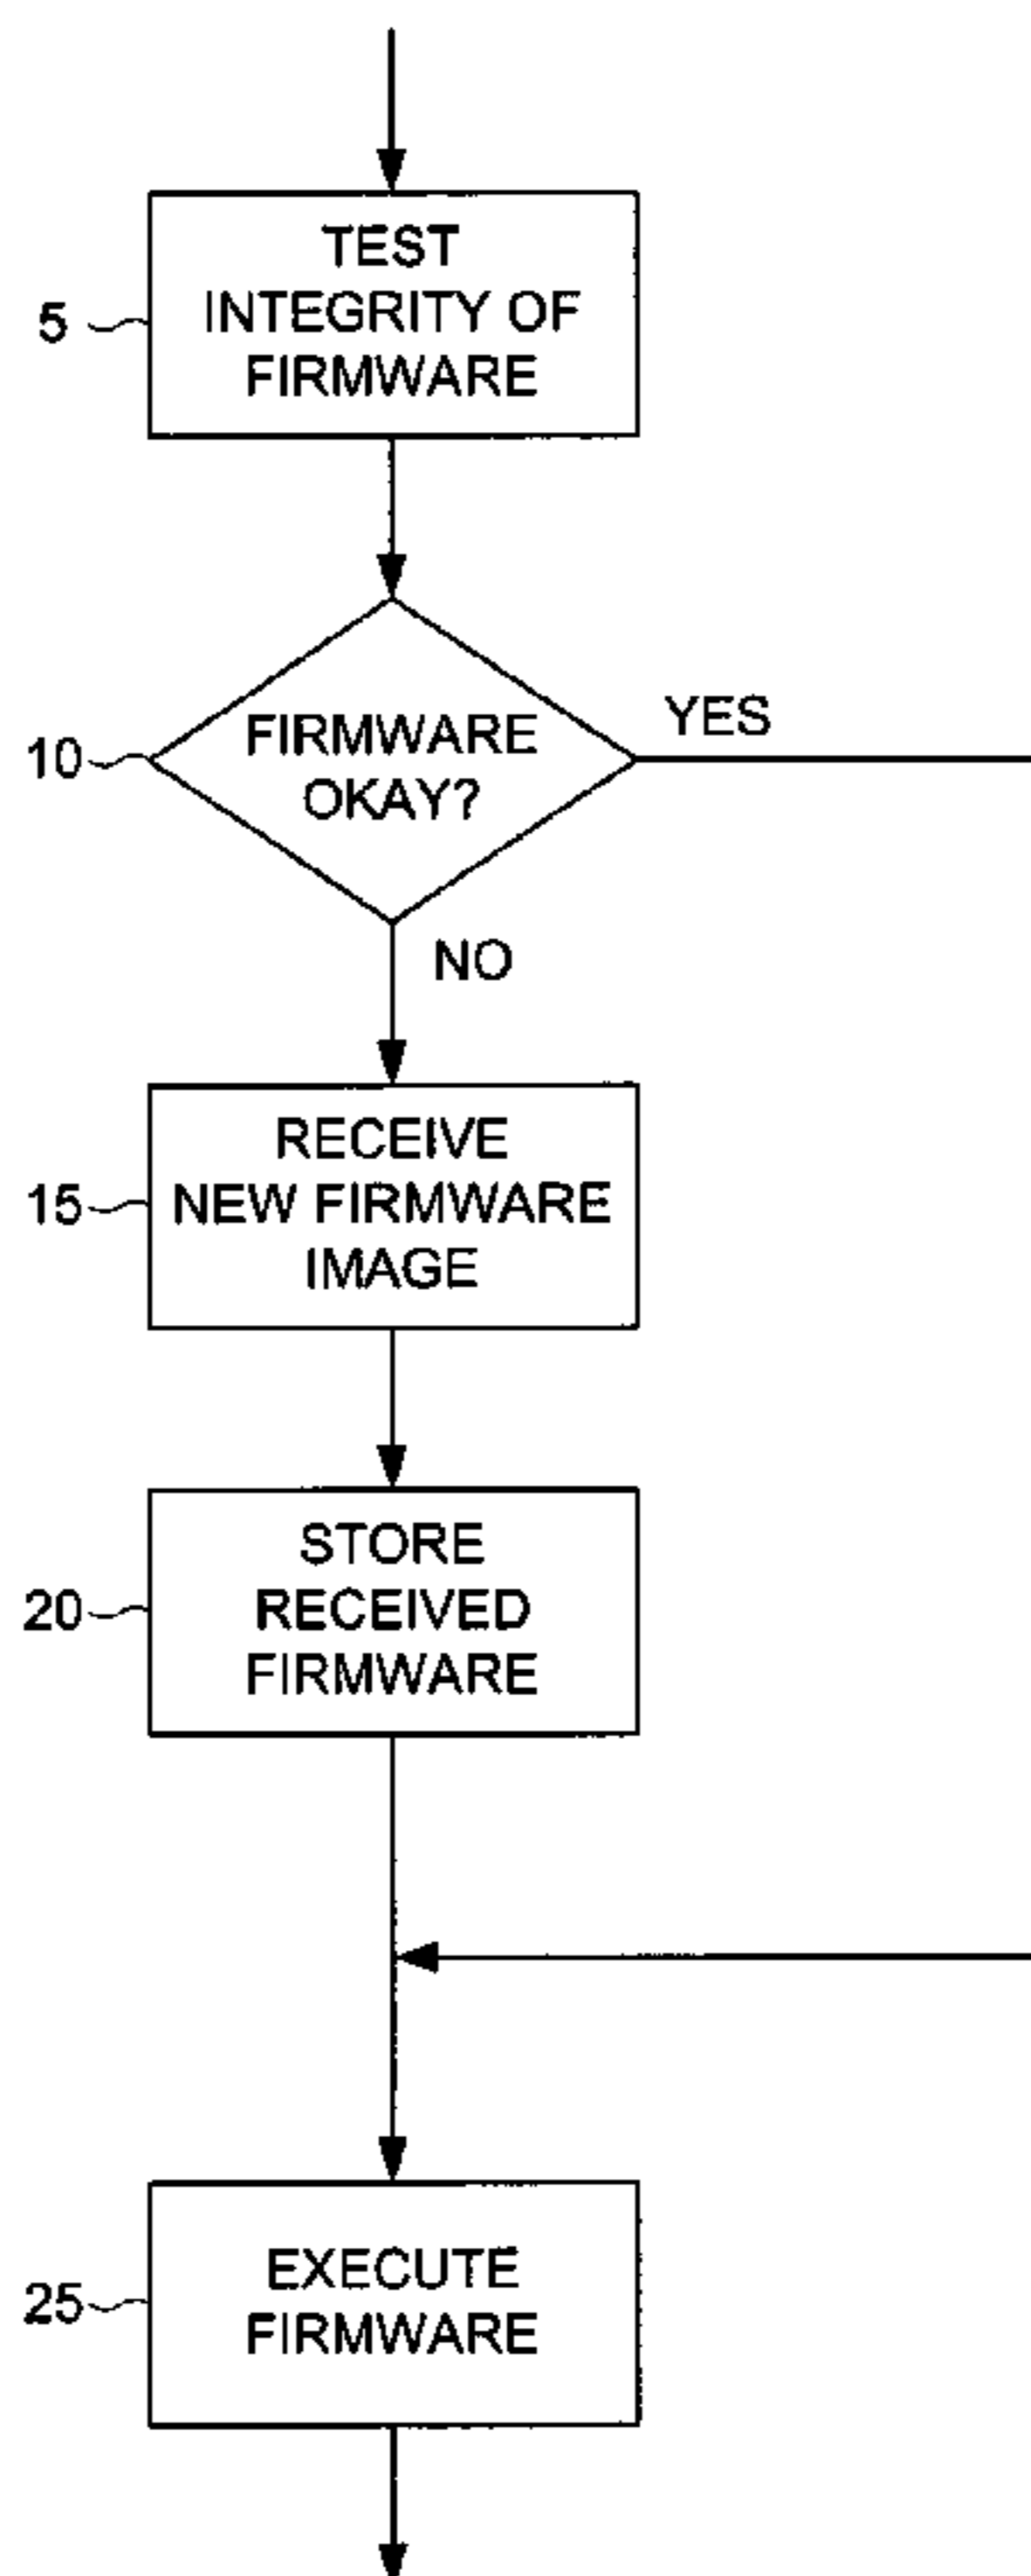 TEST
INTEGRITY OF
FIRMWARE
5
FIRMWARE
OKAY?
10
YES
NO
RECEIVE
NEW FIRMWARE
IMAGE
15
STORE
RECEIVED
FIRMWARE
20
EXECUTE
FIRMWARE
25